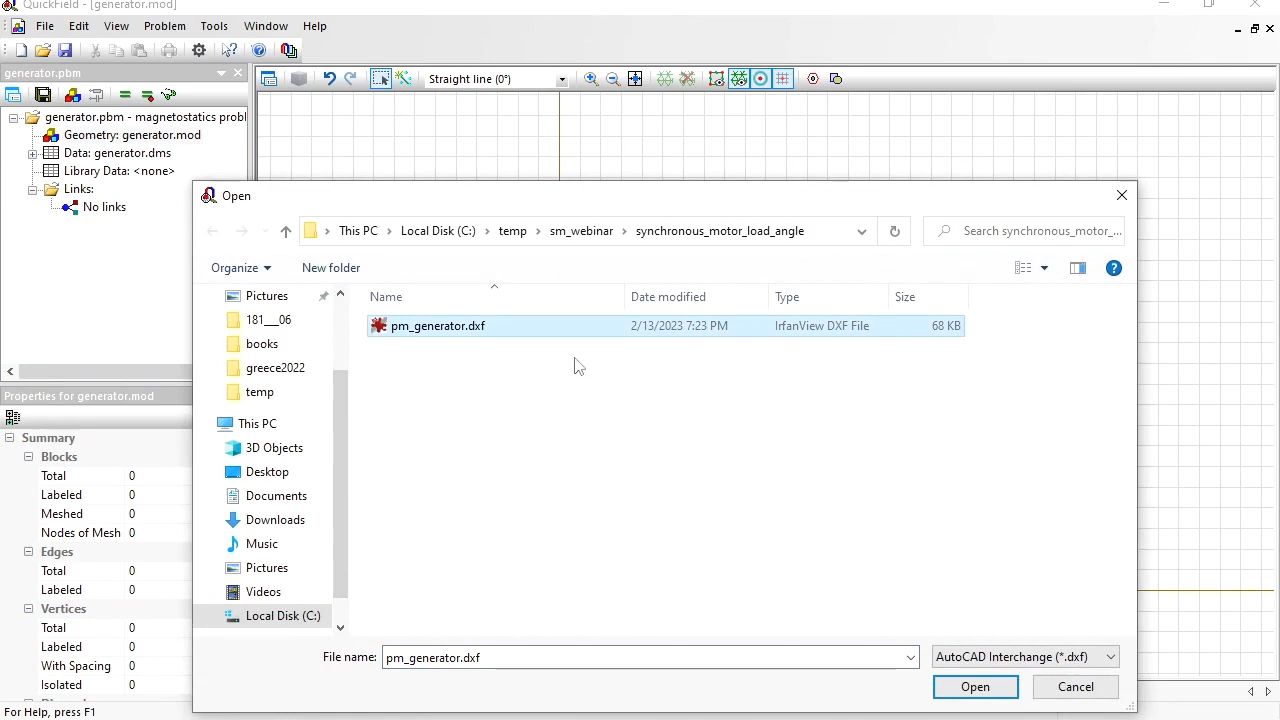 QuickField - [generator.mod]
File Edit View Problem Tools Window Help
generator.pbm
Straight line (0°)
generator.pbm - magnetostatics probl
Geometry: generator.mod
Data: generator.dms
Library Data: <none>
Links:
No links
Open
This PC > Local Disk (C:) > temp > sm_webinar > synchronous_motor_load_angle
Search synchronous_motor_...
Organize New folder
Name Date modified Type Size
pm_generator.dxf 2/13/2023 7:23 PM IrfanView DXF File 68 KB
Pictures
181___06
books
greece2022
temp
This PC
3D Objects
Desktop
Documents
Downloads
Music
Pictures
Videos
Local Disk (C:)
File name: pm_generator.dxf AutoCAD Interchange (*.dxf)
Open Cancel
Properties for generator.mod
Summary
Blocks
Total 0
Labeled 0
Meshed 0
Nodes of Mesh 0
Edges
Total 0
Labeled 0
Vertices
Total 0
Labeled 0
With Spacing 0
Isolated 0
For Help, press F1